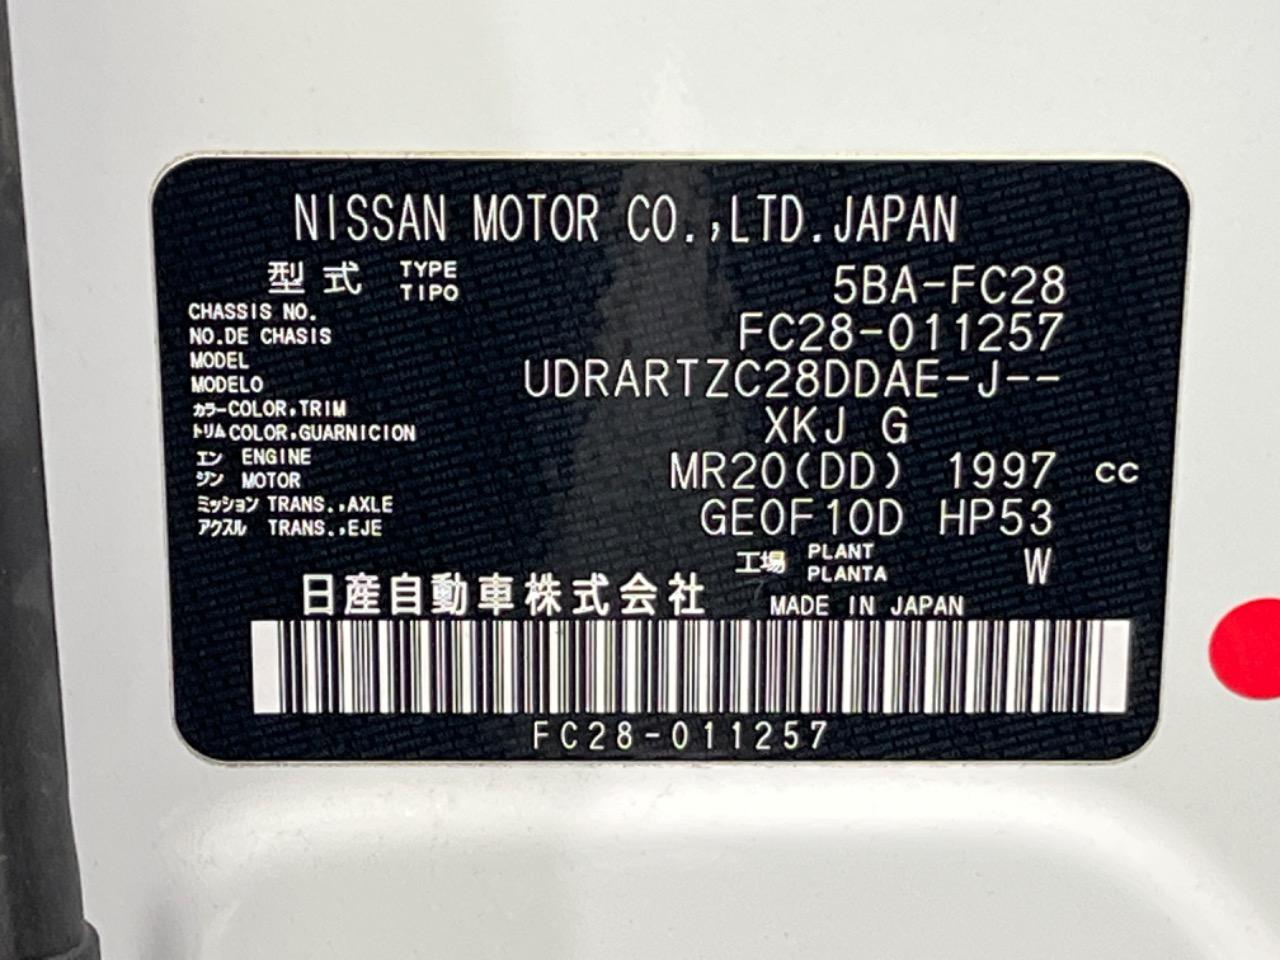 NISSAN MOTOR CO.,LTD.JAPAN
型式 TYPE TIPO 5BA-FC28
CHASSIS NO.
NO.DE CHASIS FC28-011257
MODEL
MODELO UDRARTZC28DDAE-J--
カラー COLOR,TRIM
トリム COLOR,GUARNICION XKJ G
エン ENGINE
ジン MOTOR MR20(DD) 1997 cc
ミッション TRANS.,AXLE
アクスル TRANS.,EJE GE0F10D HP53
工場 PLANT PLANTA W
日産自動車株式会社 MADE IN JAPAN
FC28-011257